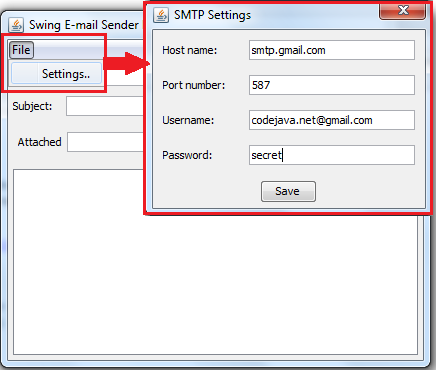 Swing E-mail Sender
File
Settings..
Subject:
Attached
SMTP Settings
Host name: smtp.gmail.com
Port number: 587
Username: codejava.net@gmail.com
Password: secret
Save